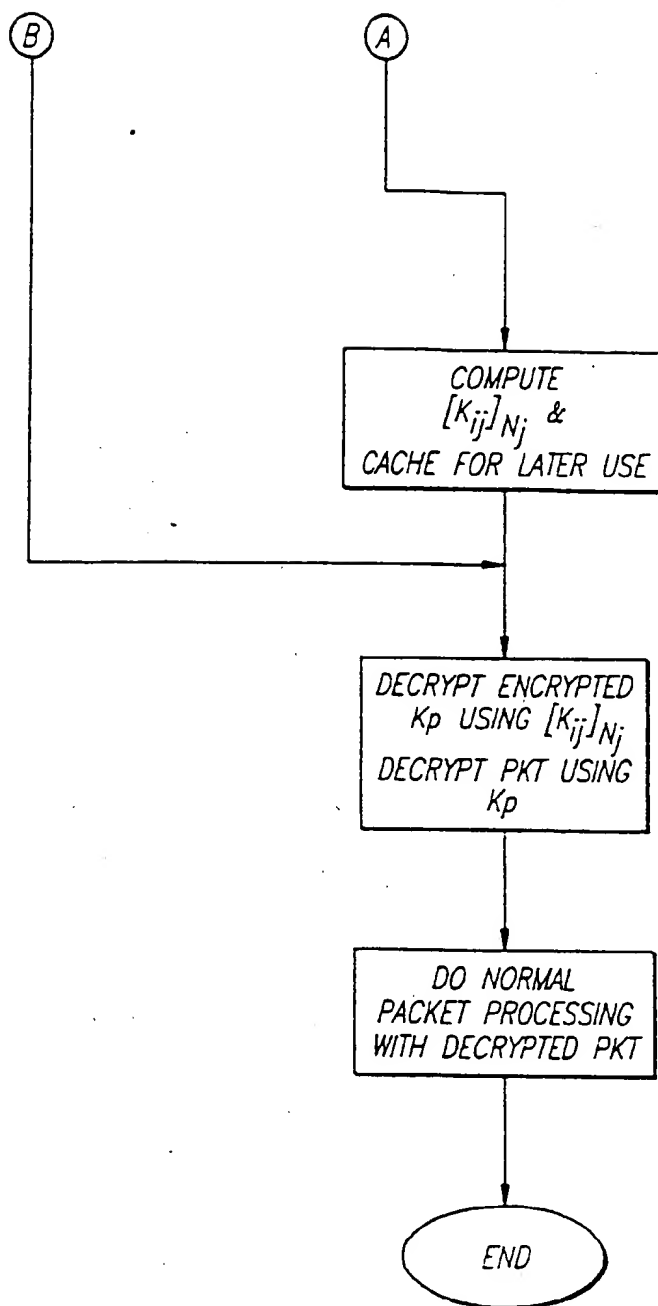 B
A
COMPUTE
[Kij]Nj &
CACHE FOR LATER USE
DECRYPT ENCRYPTED
Kp USING [Kij]Nj
DECRYPT PKT USING
Kp
DO NORMAL
PACKET PROCESSING
WITH DECRYPTED PKT
END